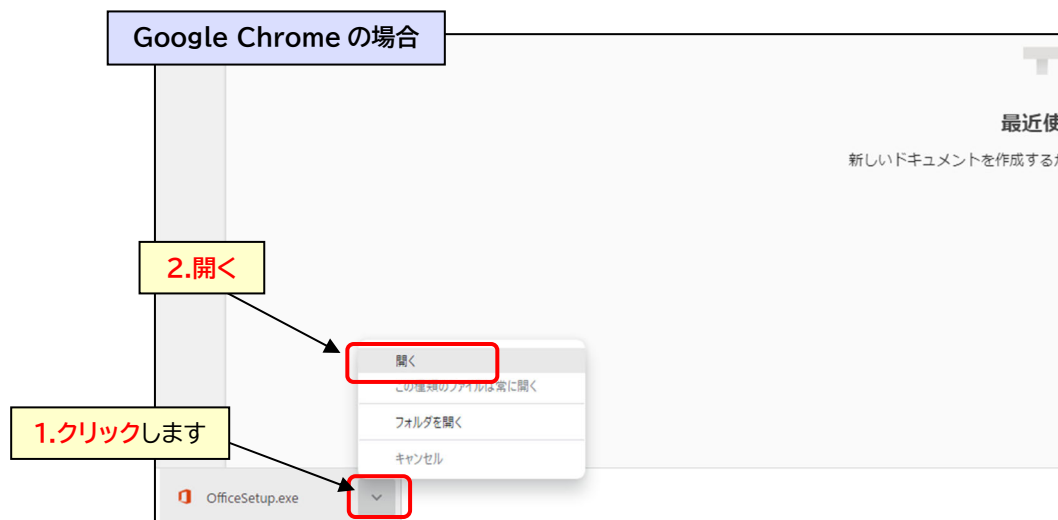 Google Chrome の場合
最近使
新しいドキュメントを作成するか
2.開く
開く
この種類のファイルは常に開く
フォルダを開く
1.クリックします
キャンセル
OfficeSetup.exe